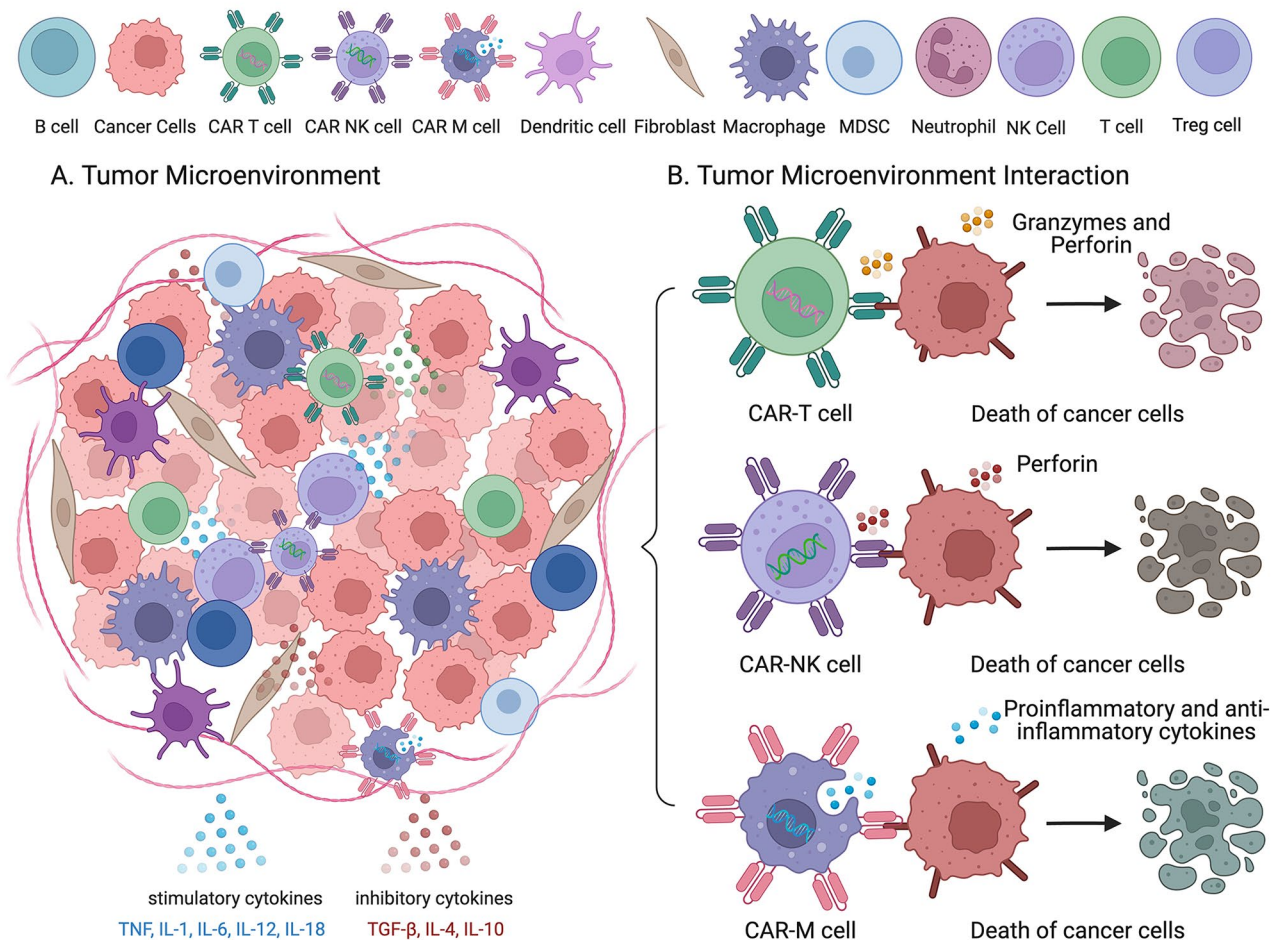 B cell Cancer Cells CAR T cell CAR NK cell CAR M cell Dendritic cell Fibroblast Macrophage MDSC Neutrophil NK Cell T cell Treg cell
A. Tumor Microenvironment
B. Tumor Microenvironment Interaction
Granzymes and
Perforin
CAR-T cell
Death of cancer cells
Perforin
CAR-NK cell
Death of cancer cells
Proinflammatory and anti-
inflammatory cytokines
CAR-M cell
Death of cancer cells
stimulatory cytokines
TNF, IL-1, IL-6, IL-12, IL-18
inhibitory cytokines
TGF-β, IL-4, IL-10